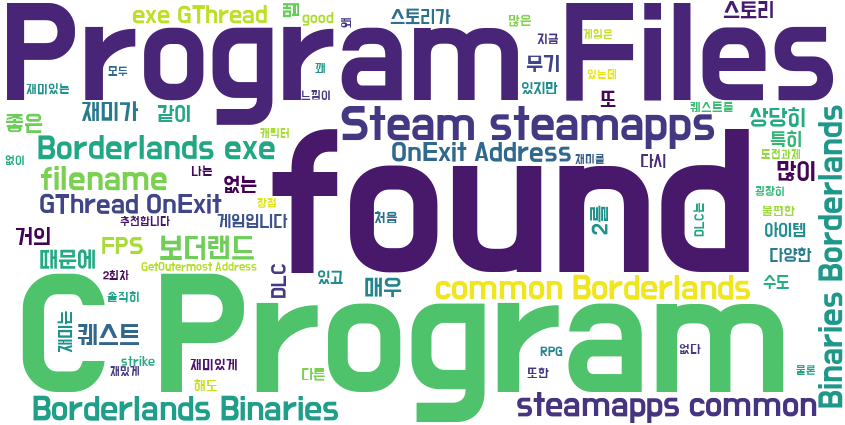 Program Files
found
C Program
exe GThread
스토리가
스토리
good
많은
지금
게임은
모두
꽤
무기
있는데
재미있는
느낌이
있지만
또
퀘스트를
재미가
같이
좋은
캐릭터
Steam steamapps
상당히
특히
Borderlands exe
OnExit Address
재미를
다시
도전과제
없이
나는
많이
filename
없는
굉장히
GThread OnExit
장점
불편한
추천합니다
게임입니다
처음
2를
DLC는
아이템
거의
FPS
보더랜드
때문에
다양한
GetOutermost Address
2회차
DLC
있고
매우
common Borderlands
수도
솔직히
재미는
퀘스트
strike
재밌게
재미있게
해도
다른
RPG
또한
없다
물론
Borderlands Binaries
steamapps common
Binaries Borderlands